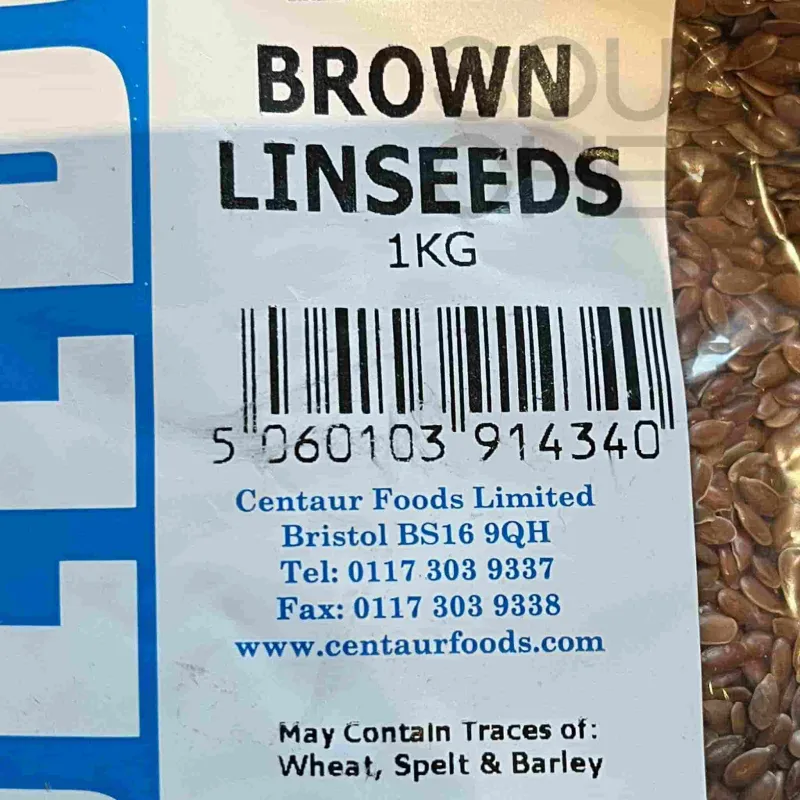 BROWN
LINSEEDS
1KG
5 060103 914340
Centaur Foods Limited
Bristol BS16 9QH
Tel: 0117 303 9337
Fax: 0117 303 9338
www.centaurfoods.com
May Contain Traces of:
Wheat, Spelt & Barley